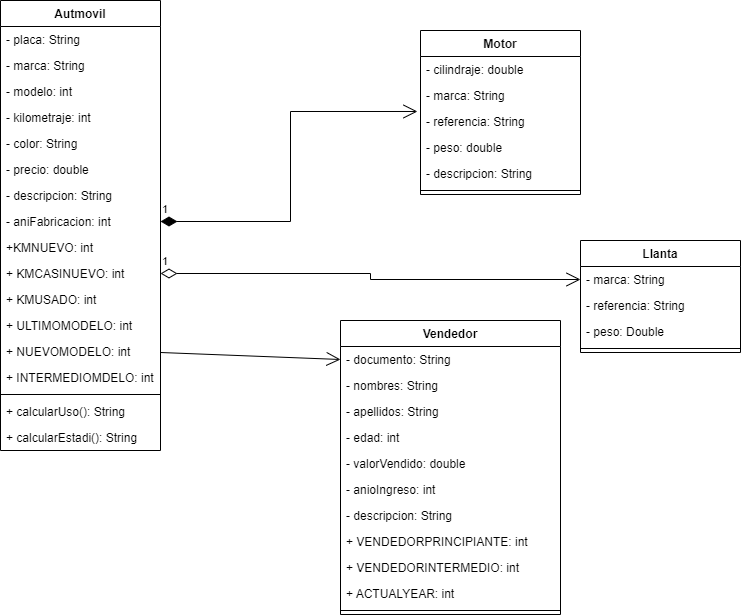 Autmovil
- placa: String
- marca: String
- modelo: int
- kilometraje: int
- color: String
- precio: double
- descripcion: String
- aniFabricacion: int
+KMNUEVO: int
+ KMCASINUEVO: int
+ KMUSADO: int
+ ULTIMOMODELO: int
+ NUEVOMODELO: int
+ INTERMEDIOMDELO: int
+ calcularUso(): String
+ calcularEstadi(): String
1
1
Motor
- cilindraje: double
- marca: String
- referencia: String
- peso: double
- descripcion: String
Llanta
- marca: String
- referencia: String
- peso: Double
Vendedor
- documento: String
- nombres: String
- apellidos: String
- edad: int
- valorVendido: double
- anioIngreso: int
- descripcion: String
+ VENDEDORPRINCIPIANTE: int
+ VENDEDORINTERMEDIO: int
+ ACTUALYEAR: int